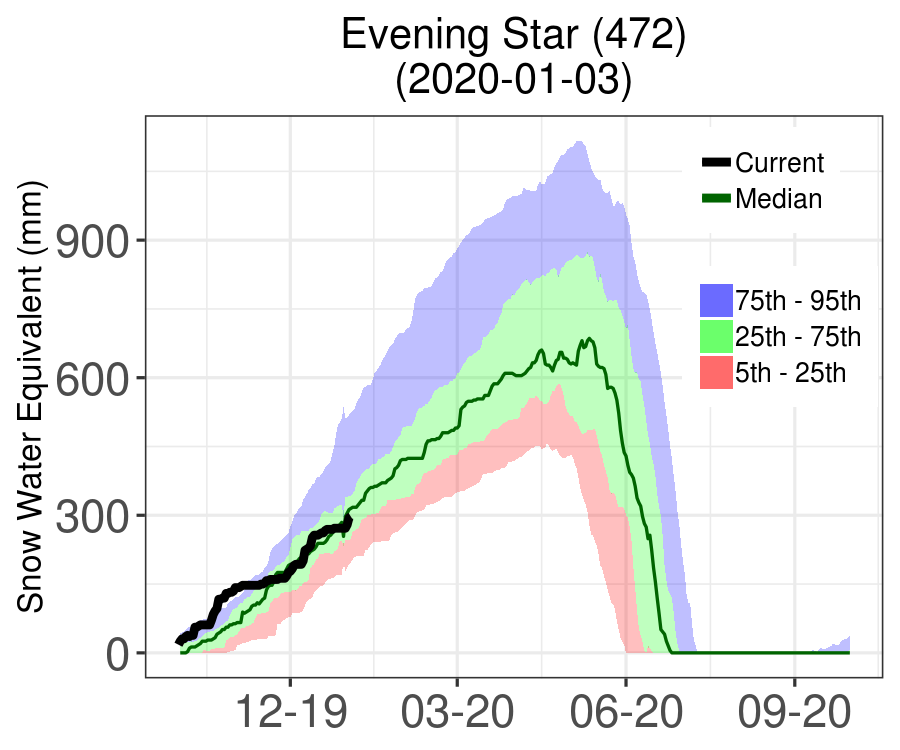 Evening Star (472)
(2020-01-03)
Snow Water Equivalent (mm)
900
600
300
0
12-19
03-20
06-20
09-20
Current
Median
75th - 95th
25th - 75th
5th - 25th